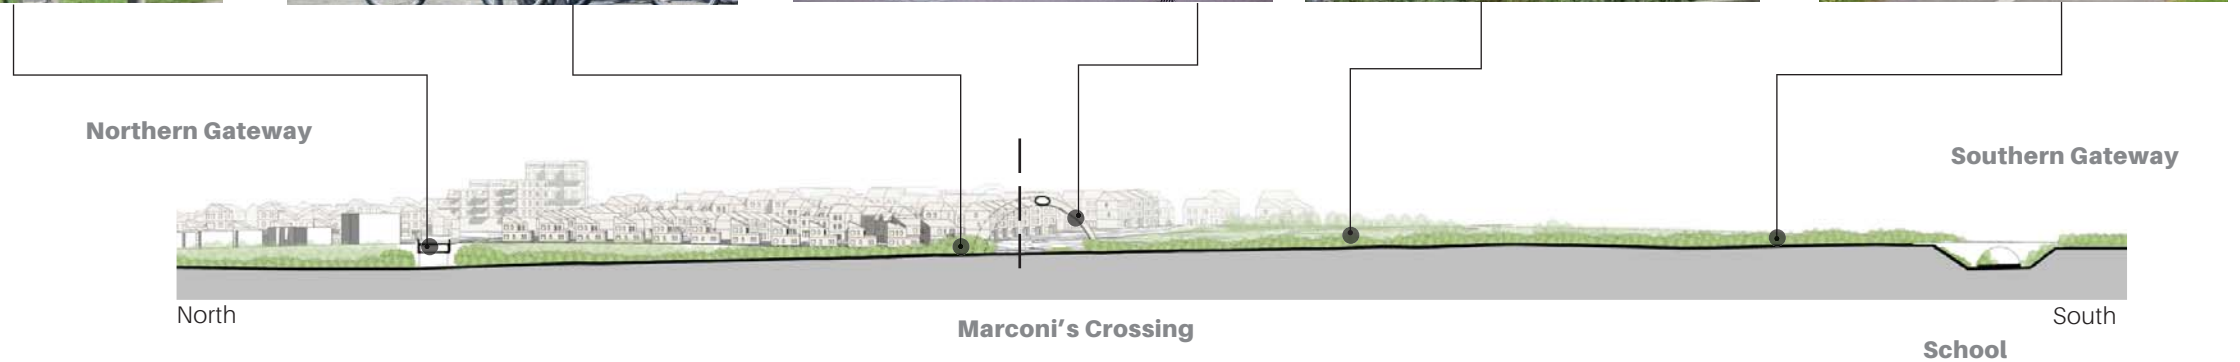 Northern Gateway
Southern Gateway
North
South
Marconi’s Crossing
School